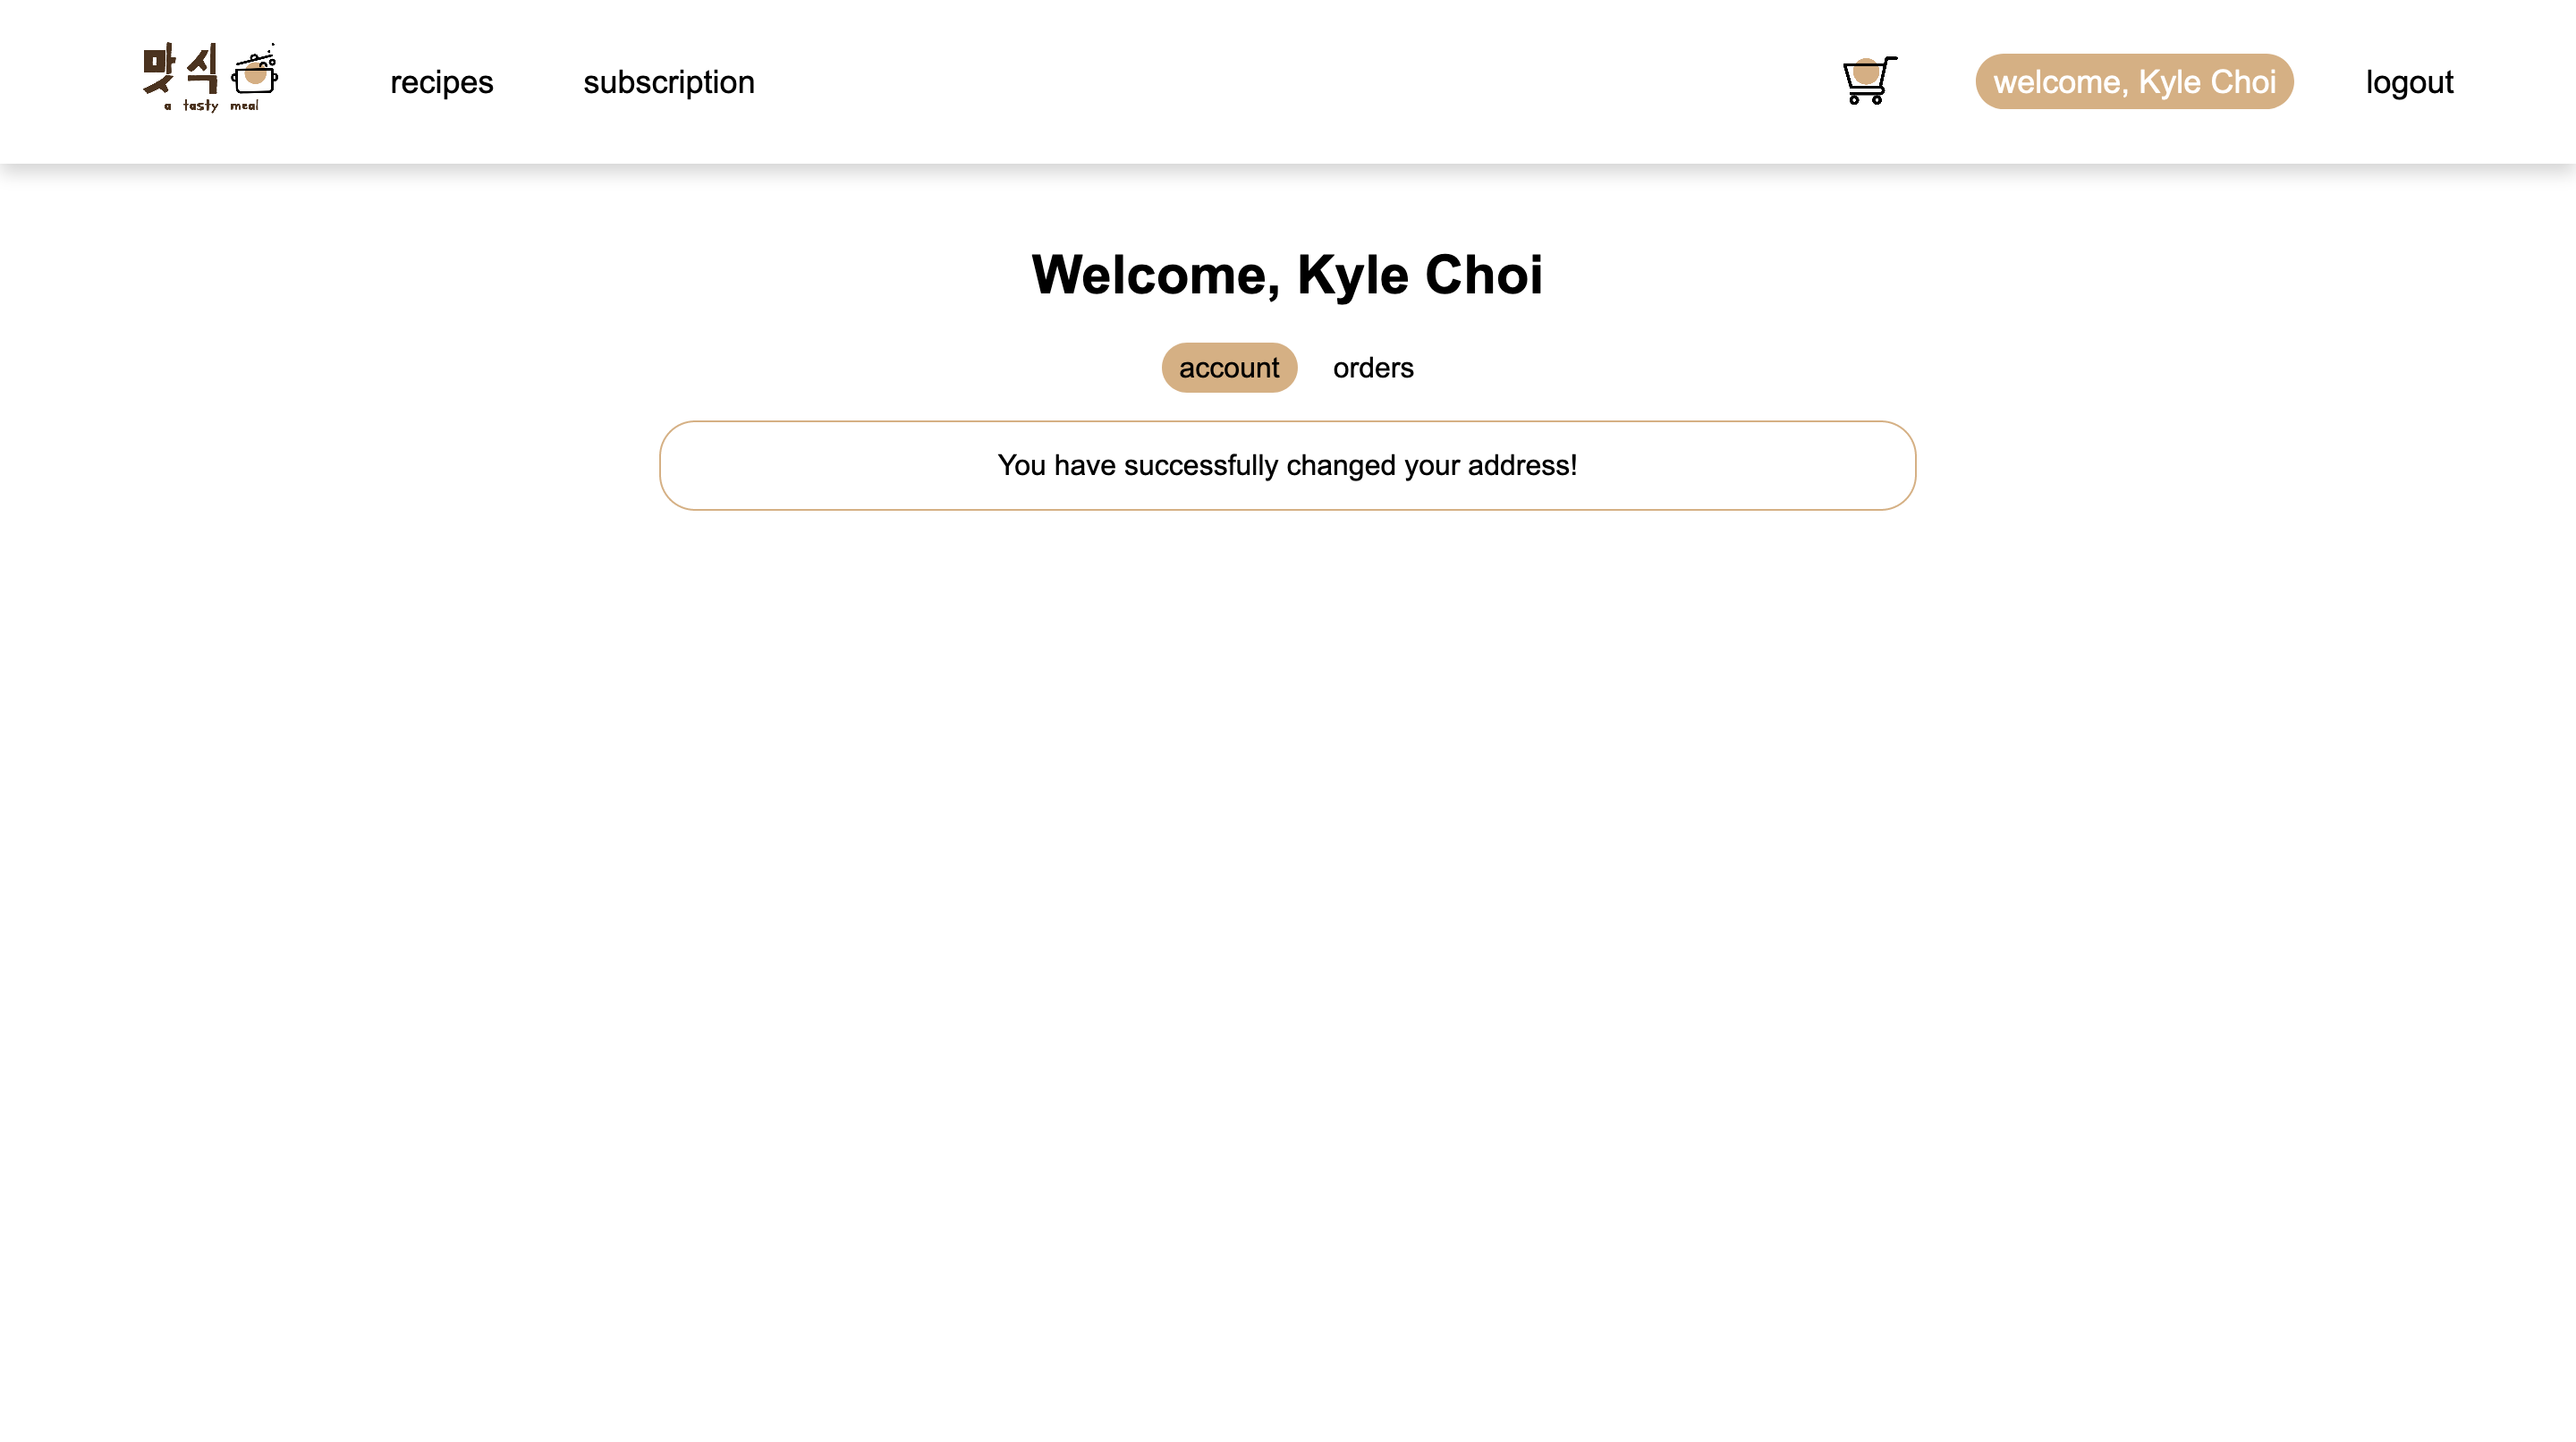 맛식
a tasty meal
recipes
subscription
welcome, Kyle Choi
logout
Welcome, Kyle Choi
account
orders
You have successfully changed your address!